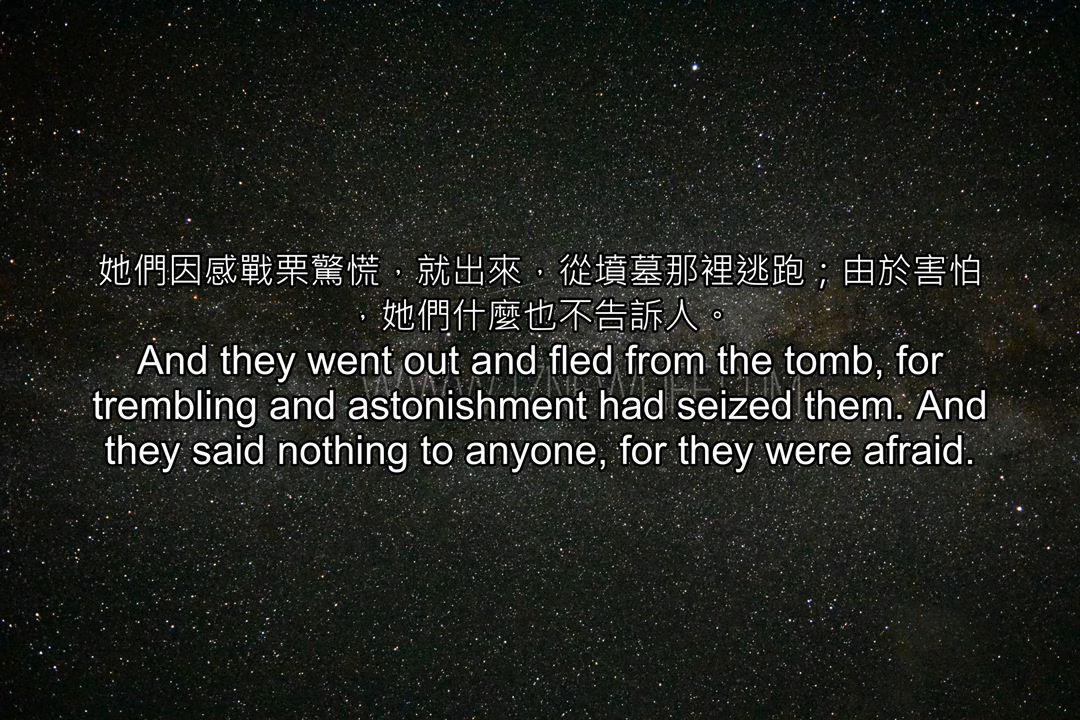 她們因感戰栗驚慌，就出來，從墳墓那裡逃跑；由於害怕
，她們什麼也不告訴人。
And they went out and fled from the tomb, for
trembling and astonishment had seized them. And
they said nothing to anyone, for they were afraid.